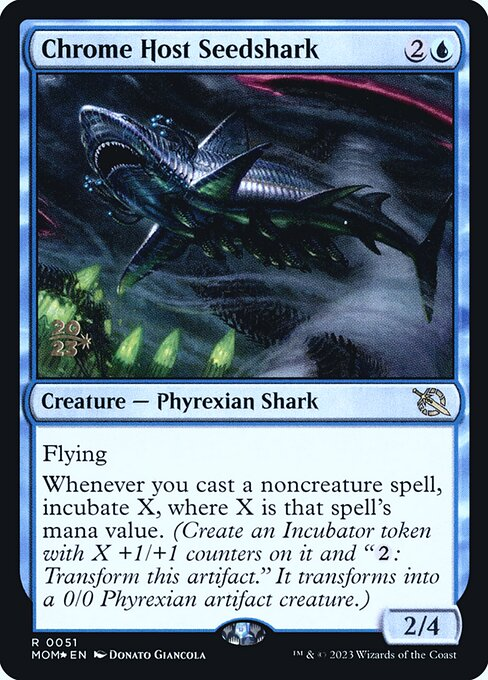 Chrome Host Seedshark 2
20
23*
Creature — Phyrexian Shark
Flying
Whenever you cast a noncreature spell,
incubate X, where X is that spell's
mana value. (Create an Incubator token
with X +1/+1 counters on it and “2:
Transform this artifact.” It transforms into
a 0/0 Phyrexian artifact creature.)
2/4
R 0051
MOM★EN Donato Giancola
™ & © 2023 Wizards of the Coast